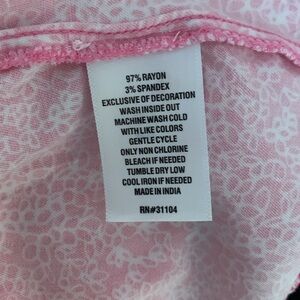 97% RAYON
3% SPANDEX
EXCLUSIVE OF DECORATION
WASH INSIDE OUT
MACHINE WASH COLD
WITH LIKE COLORS
GENTLE CYCLE
ONLY NON CHLORINE
BLEACH IF NEEDED
TUMBLE DRY LOW
COOL IRON IF NEEDED
MADE IN INDIA
RN#31104